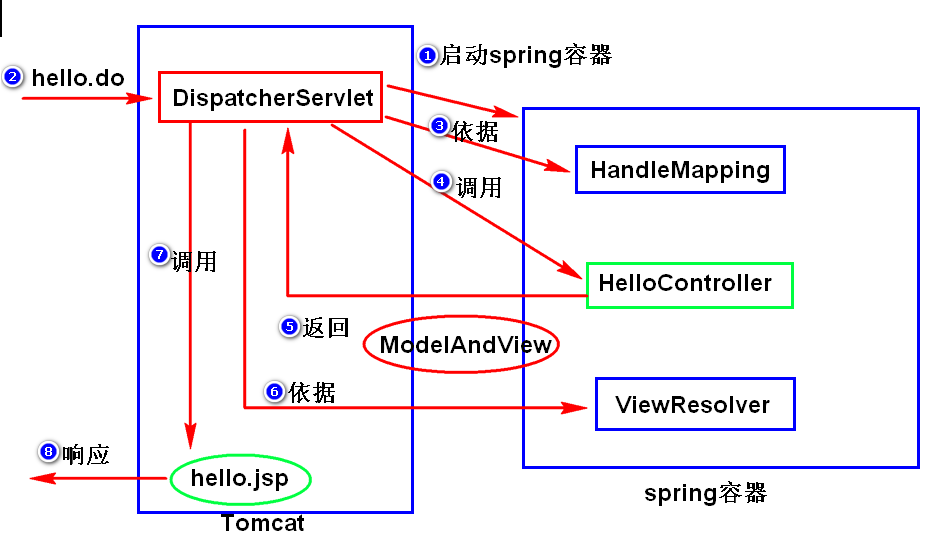 1 启动spring容器
2 hello.do
DispatcherServlet
3 依据
HandleMapping
4 调用
7 调用
HelloController
5 返回
ModelAndView
6 依据
ViewResolver
8 响应
hello.jsp
spring容器
Tomcat